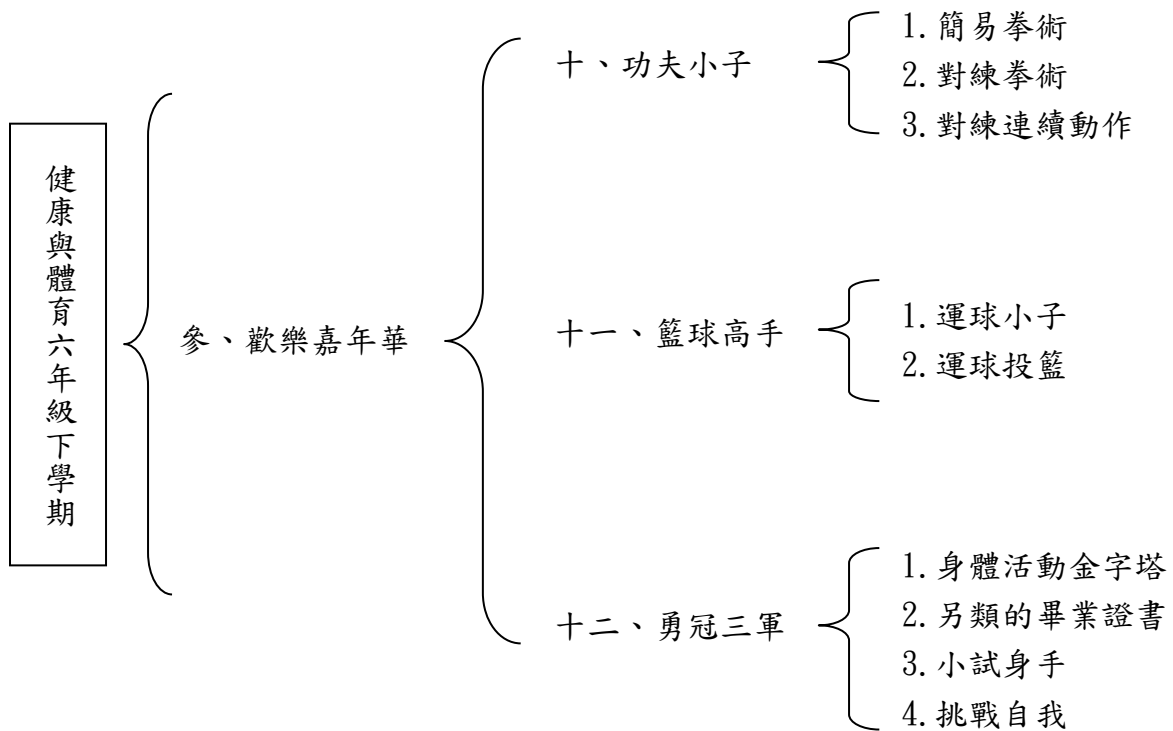 健康與體育六年級下學期
參、歡樂嘉年華
十、功夫小子
1.簡易拳術
2.對練拳術
3.對練連續動作
十一、籃球高手
1.運球小子
2.運球投籃
十二、勇冠三軍
1.身體活動金字塔
2.另類的畢業證書
3.小試身手
4.挑戰自我